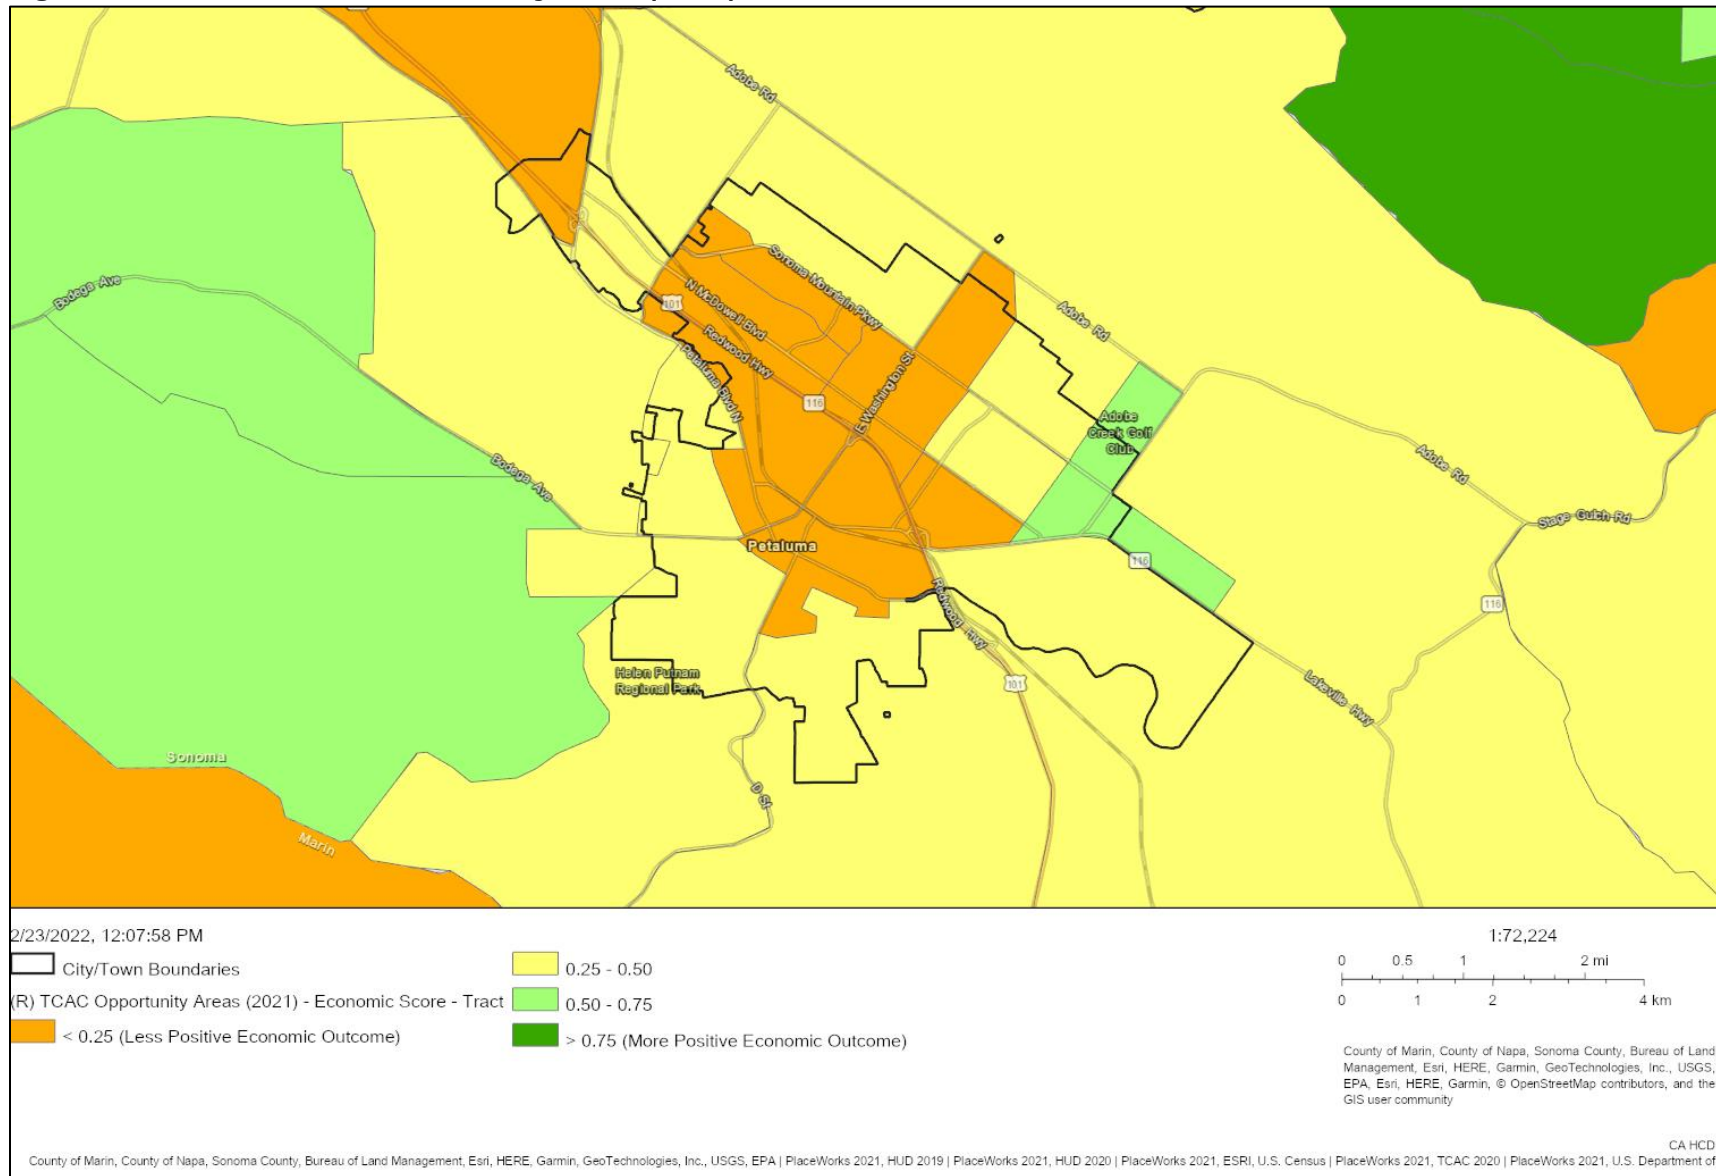 Adobe Rd
Bodega Ave
Sonoma Mountain Pkwy
N McDowell Blvd
101
Redwood Hwy
Adobe Rd
Petaluma Blvd N
E Washington St
116
Adobe
Creek Golf
Club
Bodega Ave
Adobe Rd
Stage Gulch Rd
Petaluma
116
Redwood Hwy
116
Helen Putnam
Regional Park
101
Lakeville Hwy
Sonoma
D St
Marin
2/23/2022, 12:07:58 PM
City/Town Boundaries
(R) TCAC Opportunity Areas (2021) - Economic Score - Tract
< 0.25 (Less Positive Economic Outcome)
0.25 - 0.50
0.50 - 0.75
> 0.75 (More Positive Economic Outcome)
1:72,224
0 0.5 1 2 mi
0 1 2 4 km
County of Marin, County of Napa, Sonoma County, Bureau of Land
Management, Esri, HERE, Garmin, GeoTechnologies, Inc., USGS,
EPA, Esri, HERE, Garmin, © OpenStreetMap contributors, and the
GIS user community
CA HCD
County of Marin, County of Napa, Sonoma County, Bureau of Land Management, Esri, HERE, Garmin, GeoTechnologies, Inc., USGS, EPA | PlaceWorks 2021, HUD 2019 | PlaceWorks 2021, HUD 2020 | PlaceWorks 2021, ESRI, U.S. Census | PlaceWorks 2021, TCAC 2020 | PlaceWorks 2021, U.S. Department of